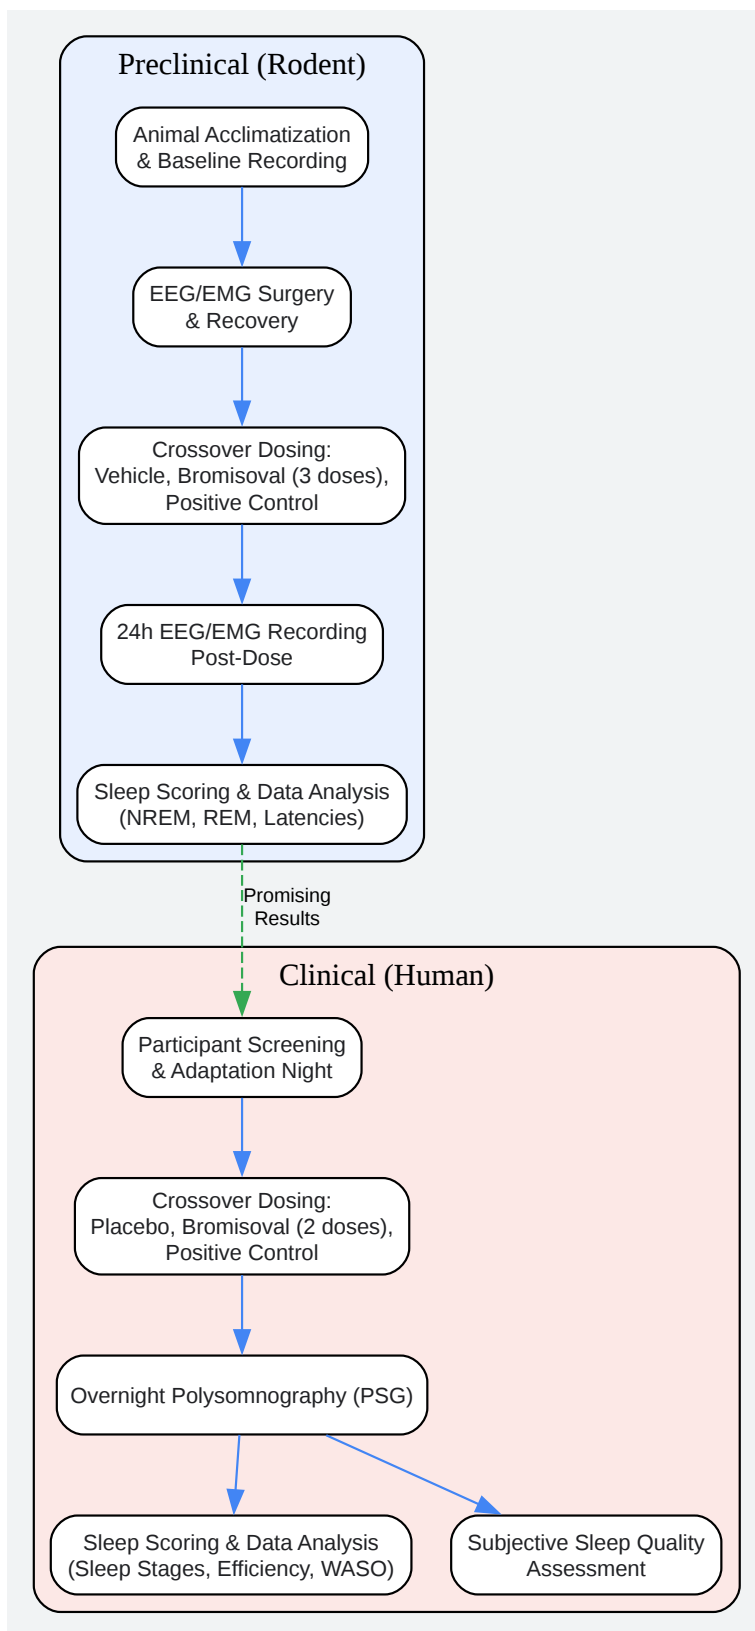 Preclinical (Rodent)
Animal Acclimatization
& Baseline Recording
EEG/EMG Surgery
& Recovery
Crossover Dosing:
Vehicle, Bromisoval (3 doses),
Positive Control
24h EEG/EMG Recording
Post-Dose
Sleep Scoring & Data Analysis
(NREM, REM, Latencies)
Promising
Results
Clinical (Human)
Participant Screening
& Adaptation Night
Crossover Dosing:
Placebo, Bromisoval (2 doses),
Positive Control
Overnight Polysomnography (PSG)
Sleep Scoring & Data Analysis
(Sleep Stages, Efficiency, WASO)
Subjective Sleep Quality
Assessment